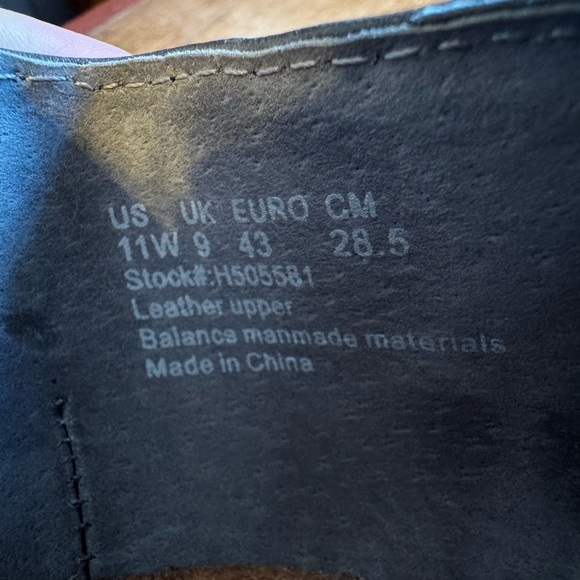 US UK EURO CM
11W 9 43 28.5
Stock#:H505581
Leather upper
Balance manmade materials
Made in China